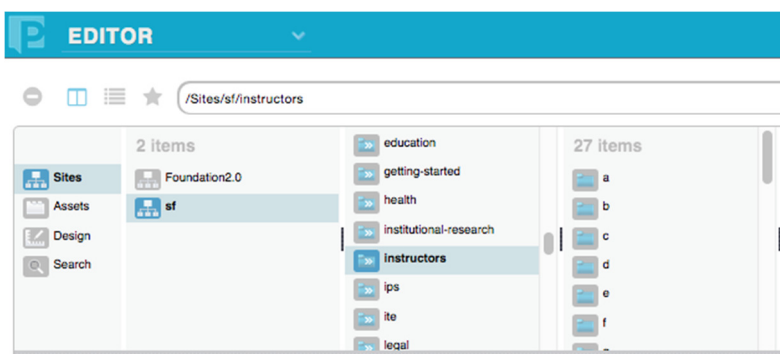 EDITOR
/Sites/sf/instructors
Sites
Assets
Design
Search
2 items
Foundation2.0
sf
education
getting-started
health
institutional-research
instructors
ips
ite
legal
27 items
a
b
c
d
e
f